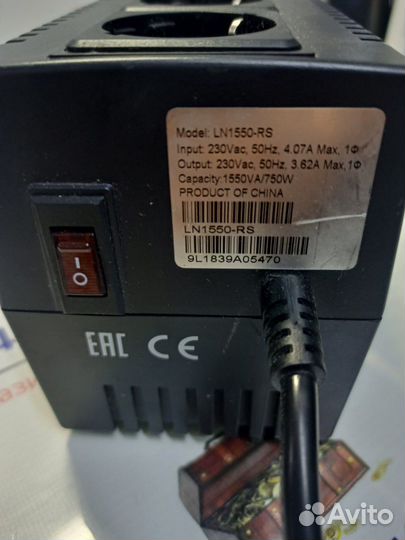 Model: LN1550-RS
Input: 230Vac, 50Hz, 4.07A Max, 1Φ
Output: 230Vac, 50Hz, 3.62A Max,1Φ
Capacity:1550VA/750W
PRODUCT OF CHINA
LN1550-RS
9L1839A05470
I
O
EAC CE
Avito